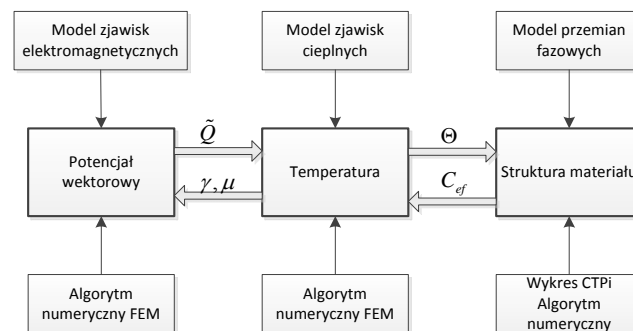 Model zjawisk
elektromagnetycznych
Model zjawisk
cieplnych
Model przemian
fazowych
Potencjał
wektorowy
Q̃
γ, μ
Temperatura
Θ
C_ef
Struktura materiału
Algorytm
numeryczny FEM
Algorytm
numeryczny FEM
Wykres CTPi
Algorytm
numeryczny